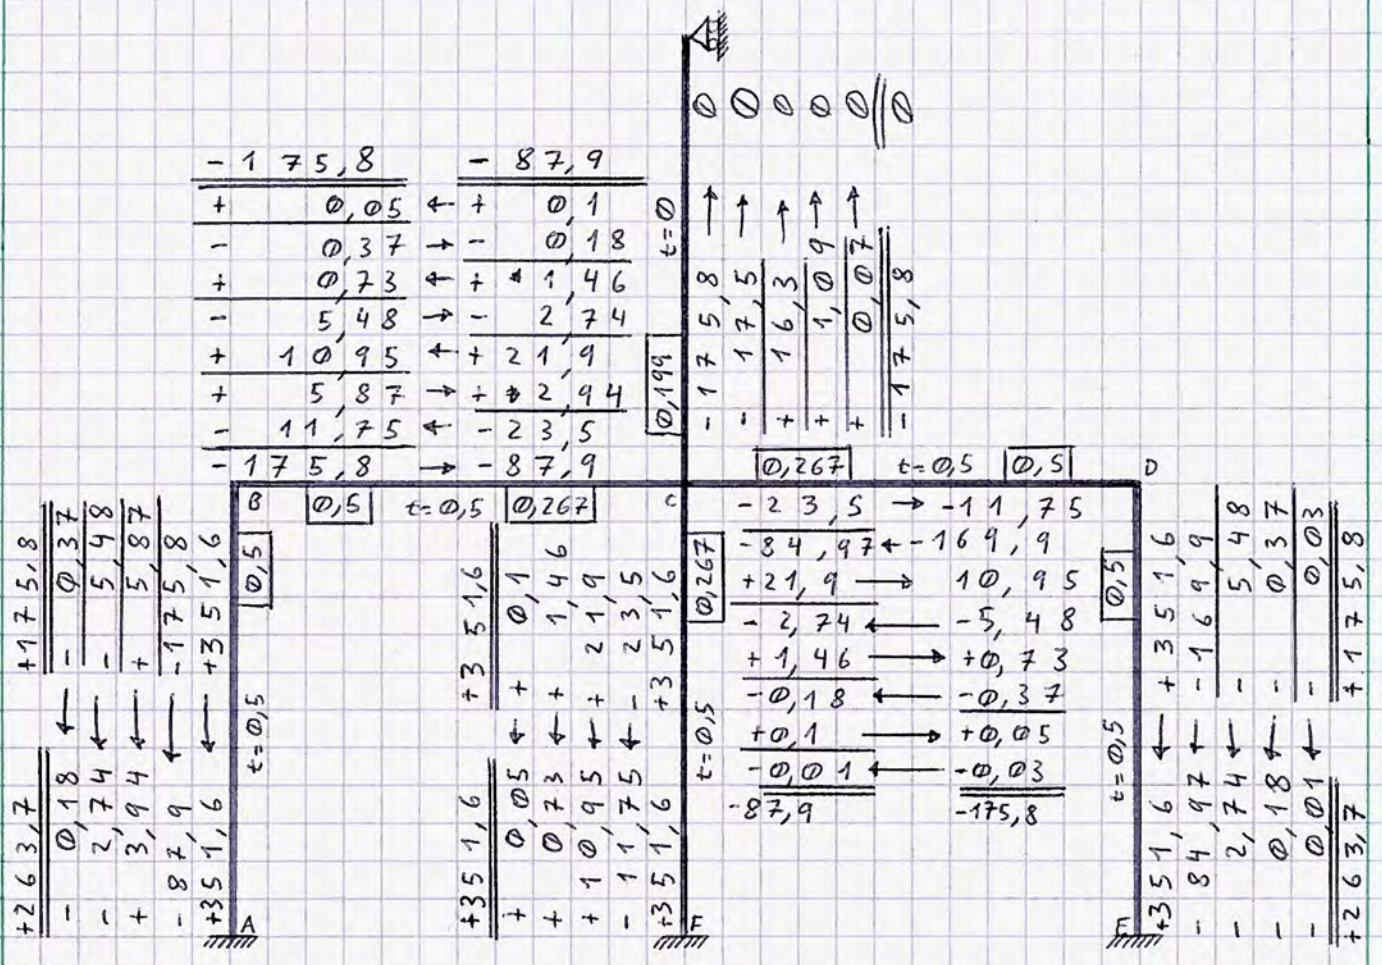 0 0 0 0 0 0
- 175,8 - 87,9
+ 0,05 ← + 0,1
- 0,37 → - 0,18
+ 0,73 ← + 1,46
- 5,48 → - 2,74
+ 10,95 ← + 21,9
+ 5,87 → + 2,94
- 11,75 ← - 23,5
- 175,8 → - 87,9
t=0
0,199
- 175,8
- 17,5
+ 16,3
+ 1,09
+ 0,07
- 175,8
0,267 t=0,5 0,5 D
B 0,5 t=0,5 0,267 C
- 23,5 → -11,75
-84,97 ← -169,9
+21,9 → 10,95
- 2,74 ← -5,48
+ 1,46 → +0,73
-0,18 ← -0,37
+0,1 → +0,05
-0,01 ← -0,03
-87,9 -175,8
+175,8
- 0,37
- 5,48
+ 5,87
-175,8
+351,6
0,5
t=0,5
+263,7
- 0,18
- 2,74
+ 3,94
- 87,9
+351,6
A
+351,6
+ 0,1
+ 1,46
+ 21,9
- 23,5
+351,6
0,267
t=0,5
+351,6
+ 0,05
+ 0,73
+ 10,95
- 11,75
+351,6
F
0,5
t=0,5
+351,6
-169,9
- 5,48
- 0,37
- 0,03
+175,8
+351,6
- 84,97
- 2,74
- 0,18
- 0,01
+263,7
E